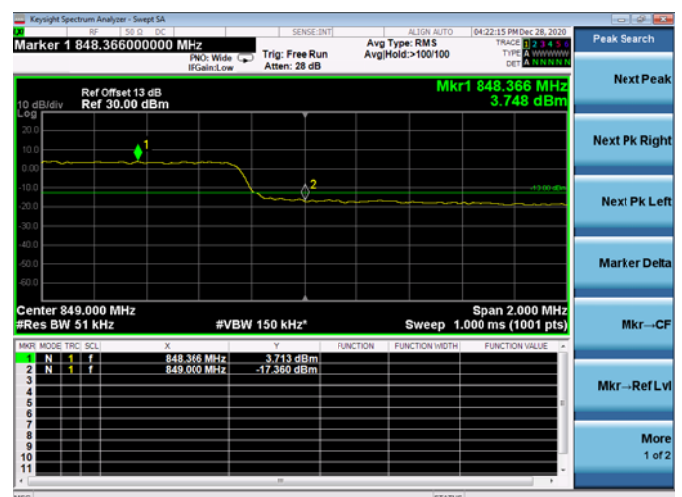 Keysight Spectrum Analyzer - Swept SA
RF 50 Ω DC SENSE:INT ALIGN AUTO 04:22:15 PM Dec 28, 2020
Marker 1 848.366000000 MHz
PNO: Wide
IFGain:Low
Trig: Free Run
Atten: 28 dB
Avg Type: RMS
Avg|Hold:>100/100
TRACE 1 2 3 4 5 6
TYPE A WWWWW
DET A N N N N N
Peak Search
Mkr1 848.366 MHz
3.748 dBm
Ref Offset 13 dB
10 dB/div Ref 30.00 dBm
Log
20.0
10.0
0.00
-10.0
-20.0
-30.0
-40.0
-50.0
-60.0
1
2
-13.00 dBm
Center 849.000 MHz Span 2.000 MHz
#Res BW 51 kHz #VBW 150 kHz* Sweep 1.000 ms (1001 pts)
MKR MODE TRC SCL X Y FUNCTION FUNCTION WIDTH FUNCTION VALUE
1 N 1 f 848.366 MHz 3.713 dBm
2 N 1 f 849.000 MHz -17.360 dBm
3
4
5
6
7
8
9
10
11
Next Peak
Next Pk Right
Next Pk Left
Marker Delta
Mkr→CF
Mkr→Ref Lvl
More
1 of 2
MSG STATUS